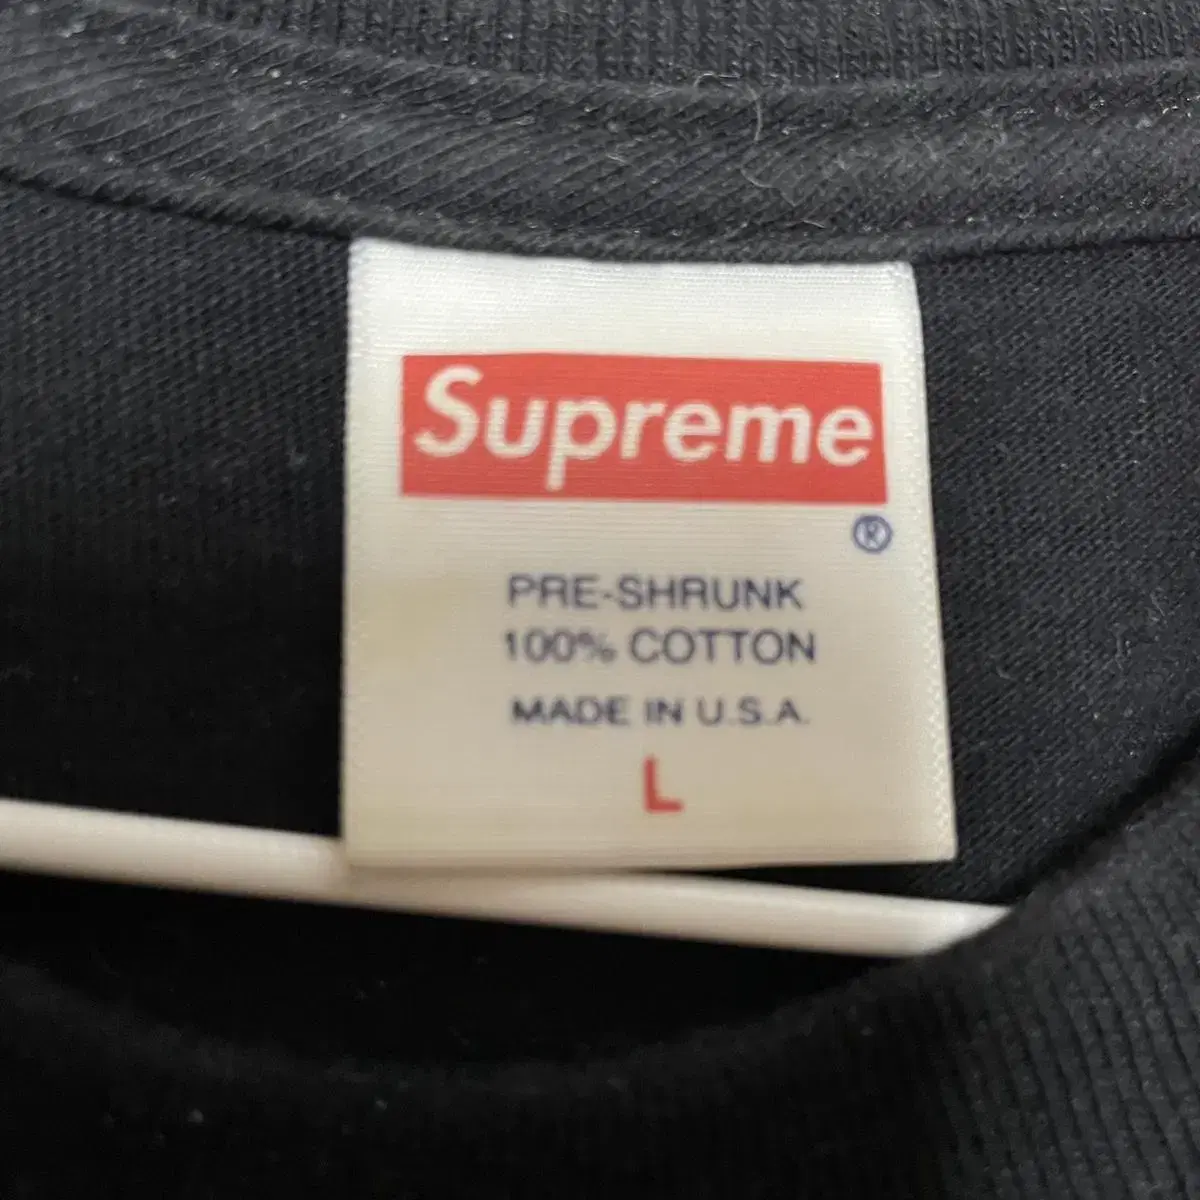 Supreme
®
PRE-SHRUNK
100% COTTON
MADE IN U.S.A.
L